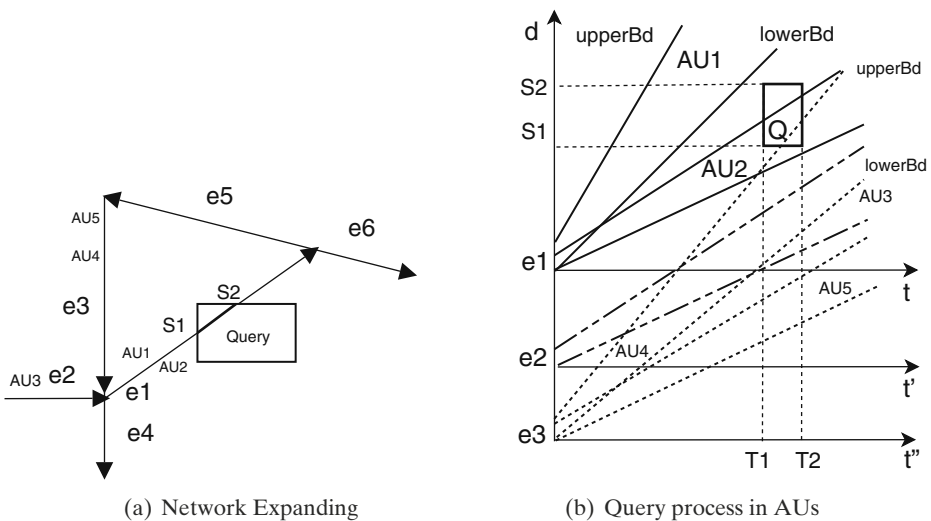 e5
AU5
e6
AU4
e3
S2
S1
Query
AU1
AU2
AU3
e2
e1
e4
(a) Network Expanding
d
upperBd
lowerBd
AU1
upperBd
S2
Q
S1
AU2
lowerBd
AU3
e1
t
AU5
AU4
e2
t'
e3
T1
T2
t"
(b) Query process in AUs